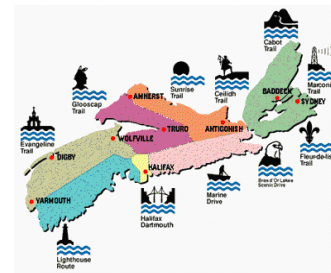 Cabot
Trail
Marconi
Trail
Sunrise
Trail
Ceilidh
Trail
Glooscap
Trail
BADDECK
SYDNEY
AMHERST
Evangeline
Trail
TRURO
ANTIGONISH
WOLFVILLE
Fleur-de-lis
Trail
DIGBY
HALIFAX
Bras d'Or Lakes
Scenic Drive
YARMOUTH
Marine
Drive
Halifax
Dartmouth
Lighthouse
Route